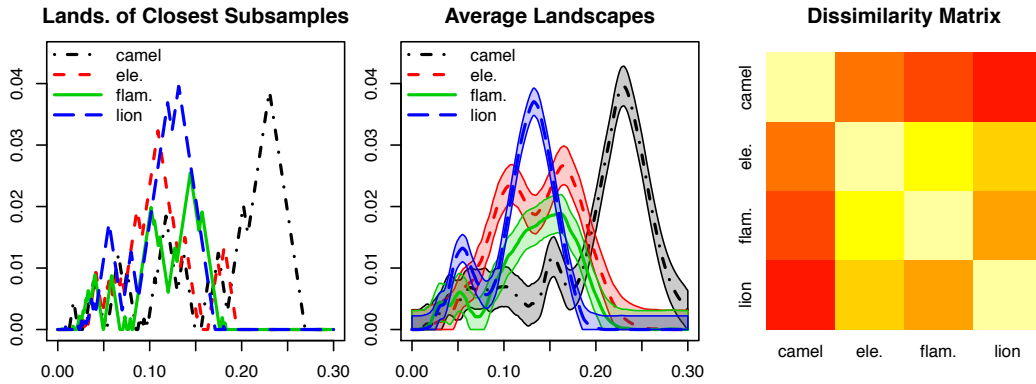 Lands. of Closest Subsamples
camel
ele.
flam.
lion
0.04
0.03
0.02
0.01
0.00
0.00
0.10
0.20
0.30
Average Landscapes
camel
ele.
flam.
lion
0.04
0.03
0.02
0.01
0.00
0.00
0.10
0.20
0.30
Dissimilarity Matrix
camel
ele.
flam.
lion
camel
ele.
flam.
lion